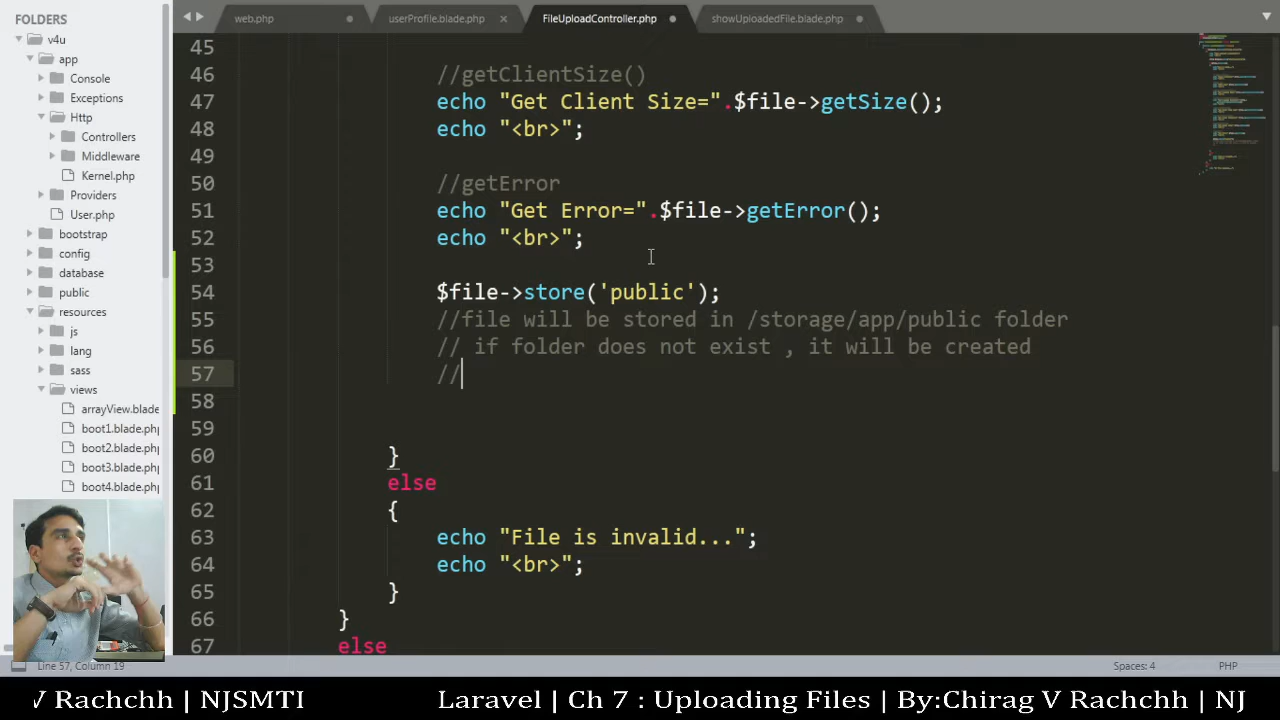 FOLDERS
v4u
app
Console
Exceptions
Http
Controllers
Middleware
Kernel.php
Providers
User.php
bootstrap
config
database
public
resources
js
lang
sass
views
arrayView.blade
boot1.blade.ph
boot2.blade.ph
boot3.blade.ph
boot4.blade.ph
web.php
userProfile.blade.php
FileUploadController.php
showUploadedFile.blade.php
45
46 //getClientSize()
47 echo "Get Client Size=".$file->getSize();
48 echo "<br>";
49
50 //getError
51 echo "Get Error=".$file->getError();
52 echo "<br>";
53
54 $file->store('public');
55 //file will be stored in /storage/app/public folder
56 // if folder does not exist , it will be created
57 //
58
59
60 }
61 else
62 {
63 echo "File is invalid...";
64 echo "<br>";
65 }
66 }
67 else
Line 57, Column 19
Spaces: 4
PHP
V Rachchh | NJSMTI
Laravel | Ch 7 : Uploading Files | By:Chirag V Rachchh | NJ